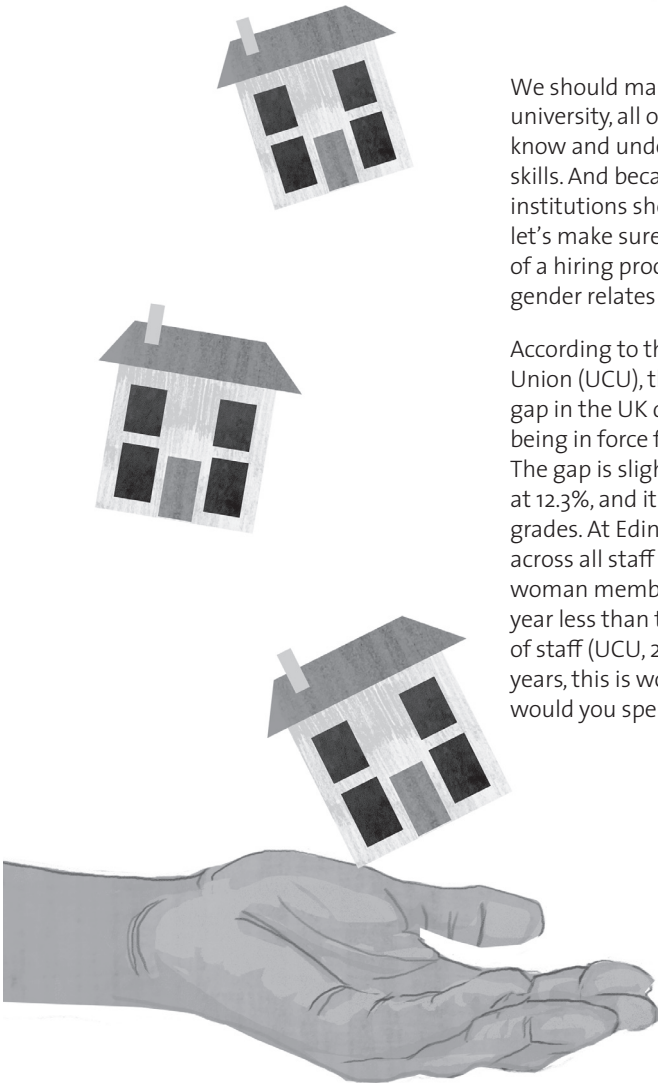 We should ma
university, all o
know and unde
skills. And beca
institutions sho
let's make sure
of a hiring proc
gender relates
According to th
Union (UCU), t
gap in the UK
being in force f
The gap is sligh
at 12.3%, and it
grades. At Edin
across all staff
woman memb
year less than t
of staff (UCU, 2
years, this is wo
would you spe